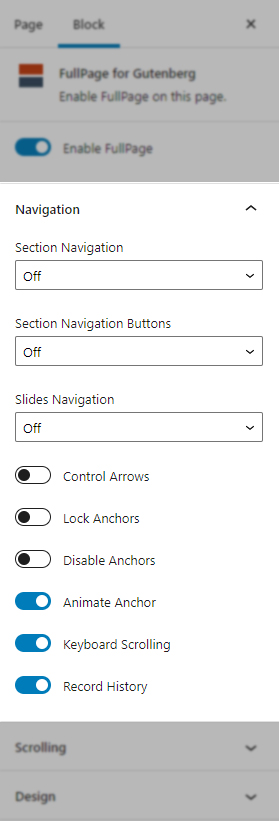 Page Block
FullPage for Gutenberg
Enable FullPage on this page.
Enable FullPage
Navigation
Section Navigation
Off
Section Navigation Buttons
Off
Slides Navigation
Off
Control Arrows
Lock Anchors
Disable Anchors
Animate Anchor
Keyboard Scrolling
Record History
Scrolling
Design